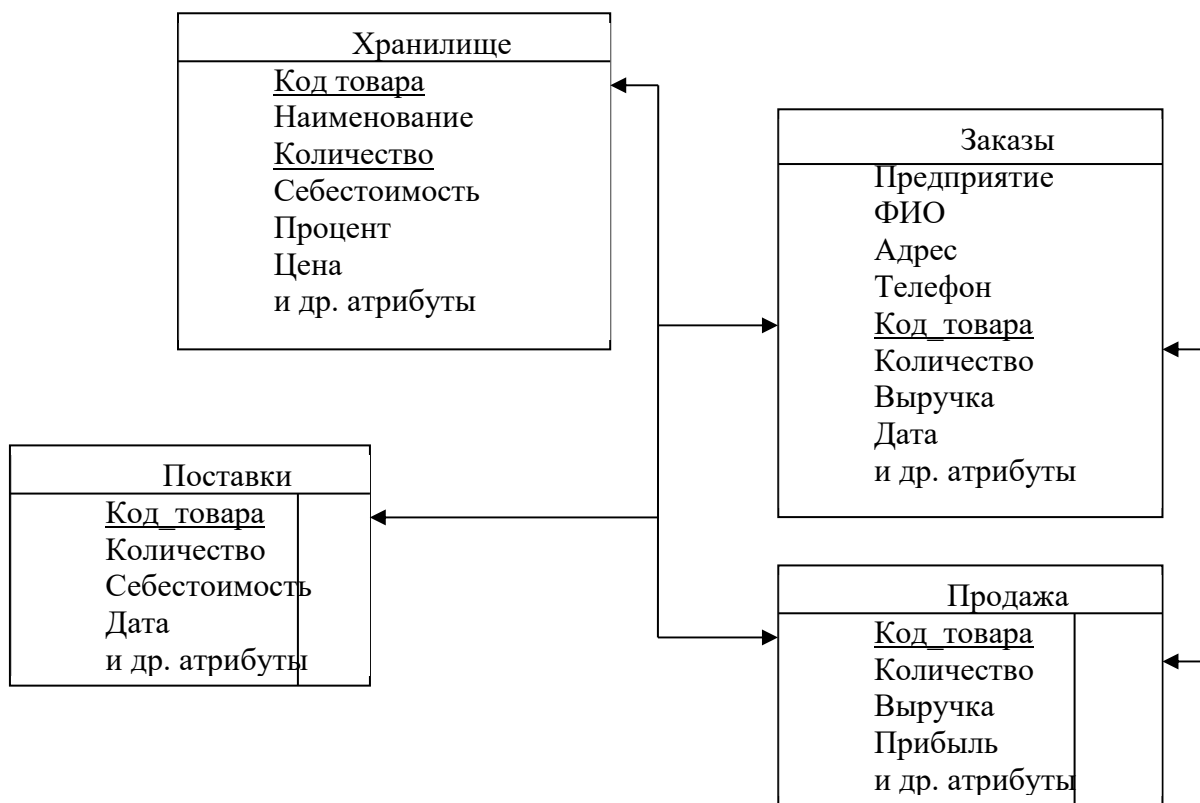 Хранилище
Код товара
Наименование
Количество
Себестоимость
Процент
Цена
и др. атрибуты
Заказы
Предприятие
ФИО
Адрес
Телефон
Код_товара
Количество
Выручка
Дата
и др. атрибуты
Поставки
Код_товара
Количество
Себестоимость
Дата
и др. атрибуты
Продажа
Код_товара
Количество
Выручка
Прибыль
и др. атрибуты